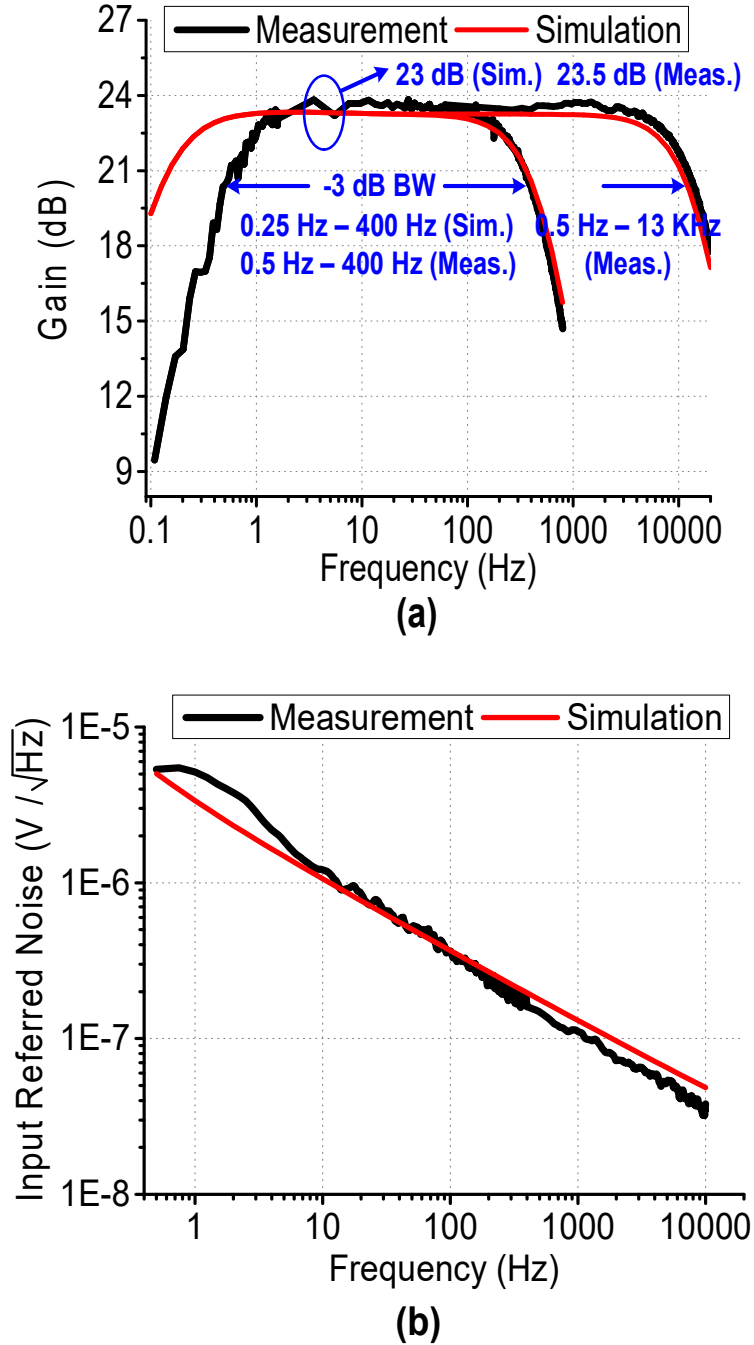 Measurement Simulation
27
24
21
18
15
12
9
Gain (dB)
23 dB (Sim.) 23.5 dB (Meas.)
-3 dB BW
0.25 Hz – 400 Hz (Sim.)
0.5 Hz – 400 Hz (Meas.)
0.5 Hz – 13 KHz
(Meas.)
0.1 1 10 100 1000 10000
Frequency (Hz)
(a)
Measurement Simulation
1E-5
1E-6
1E-7
1E-8
Input Referred Noise (V /√Hz)
1 10 100 1000 10000
Frequency (Hz)
(b)